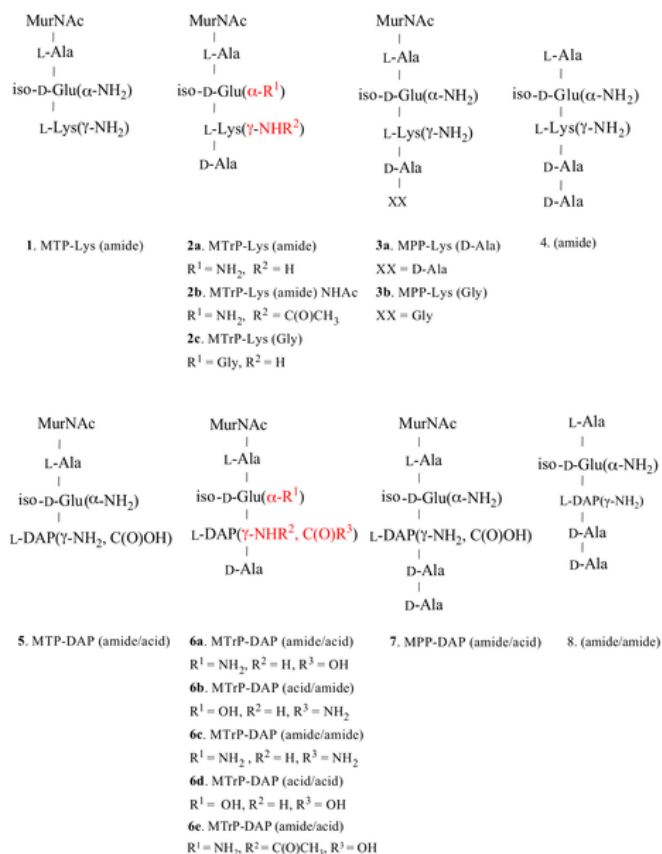 MurNAc
L-Ala
iso-D-Glu(α-NH2)
L-Lys(γ-NH2)
1. MTP-Lys (amide)
MurNAc
L-Ala
iso-D-Glu(α-R1)
L-Lys(γ-NHR2)
D-Ala
2a. MTrP-Lys (amide)
R1 = NH2, R2 = H
2b. MTrP-Lys (amide) NHAc
R1 = NH2, R2 = C(O)CH3
2c. MTrP-Lys (Gly)
R1 = Gly, R2 = H
MurNAc
L-Ala
iso-D-Glu(α-NH2)
L-Lys(γ-NH2)
D-Ala
XX
3a. MPP-Lys (D-Ala)
XX = D-Ala
3b. MPP-Lys (Gly)
XX = Gly
L-Ala
iso-D-Glu(α-NH2)
L-Lys(γ-NH2)
D-Ala
D-Ala
4. (amide)
MurNAc
L-Ala
iso-D-Glu(α-NH2)
L-DAP(γ-NH2, C(O)OH)
5. MTP-DAP (amide/acid)
MurNAc
L-Ala
iso-D-Glu(α-R1)
L-DAP(γ-NHR2, C(O)R3)
D-Ala
6a. MTrP-DAP (amide/acid)
R1 = NH2, R2 = H, R3 = OH
6b. MTrP-DAP (acid/amide)
R1 = OH, R2 = H, R3 = NH2
6c. MTrP-DAP (amide/amide)
R1 = NH2 , R2 = H, R3 = NH2
6d. MTrP-DAP (acid/acid)
R1 = OH, R2 = H, R3 = OH
6e. MTrP-DAP (amide/acid)
R1 = NH2, R2 = C(O)CH3, R3 = OH
MurNAc
L-Ala
iso-D-Glu(α-NH2)
L-DAP(γ-NH2, C(O)OH)
D-Ala
D-Ala
7. MPP-DAP (amide/acid)
L-Ala
iso-D-Glu(α-NH2)
L-DAP(γ-NH2)
D-Ala
D-Ala
8. (amide/amide)